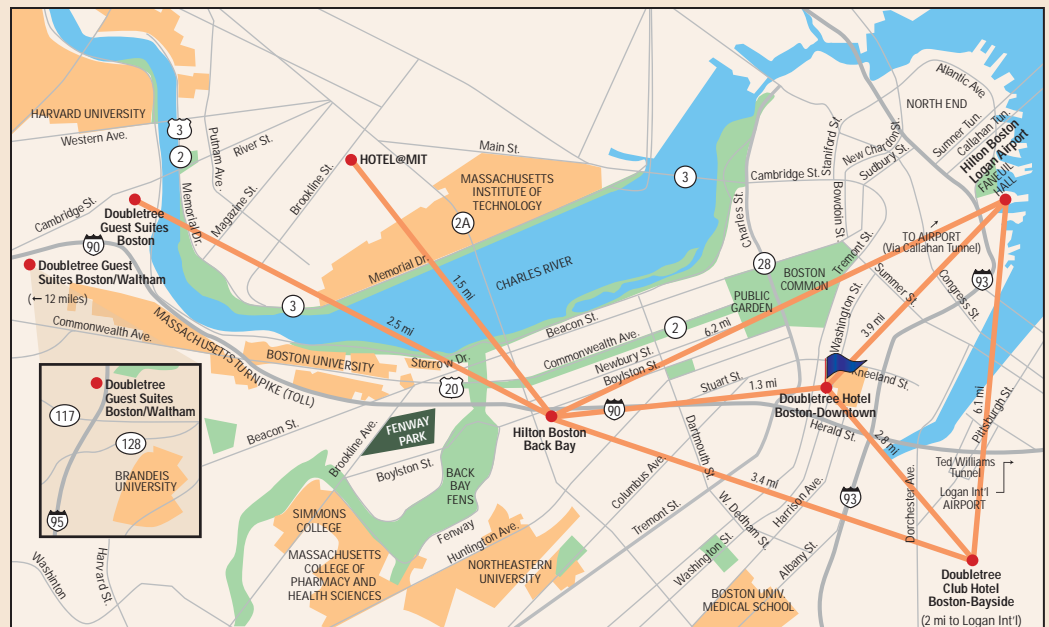 HARVARD UNIVERSITY
Western Ave.
3
2
Putnam Ave.
River St.
Magazine St.
Brookline St.
Memorial Dr.
HOTEL@MIT
Main St.
MASSACHUSETTS
INSTITUTE OF
TECHNOLOGY
2A
3
Cambridge St.
Charles St.
Staniford St.
New Chardon St.
Sudbury St.
Bowdoin St.
Tremont St.
Atlantic Ave
NORTH END
Sumner Tun.
Callahan Tun.
Hilton Boston
Logan Airport
FANEUIL
HALL
TO AIRPORT
(Via Callahan Tunnel)
93
Cambridge St.
Doubletree
Guest Suites
Boston
90
Doubletree Guest
Suites Boston/Waltham
(← 12 miles)
Commonwealth Ave.
MASSACHUSETTS TURNPIKE (TOLL)
BOSTON UNIVERSITY
Storrow Dr.
3
Memorial Dr.
CHARLES RIVER
1.5 mi
2.5 mi
28
BOSTON
COMMON
PUBLIC
GARDEN
Beacon St.
Commonwealth Ave.
2
Newbury St.
Boylston St.
6.2 mi
Stuart St.
1.3 mi
Summer St.
Congress St.
Washington St.
3.9 mi
Kneeland St.
Doubletree Hotel
Boston-Downtown
Herald St.
2.8 mi
6.1 mi
Pittsburgh St.
20
90
Hilton Boston
Back Bay
FENWAY
PARK
Beacon St.
Brookline Ave.
Boylston St.
BACK
BAY
FENS
Fenway
Huntington Ave.
Columbus Ave.
Tremont St.
Dartmouth St.
W. Dedham St.
3.4 mi
Harrison Ave.
Washington St.
Albany St.
93
Dorchester Ave.
Ted Williams
Tunnel
Logan Int'l
AIRPORT
Doubletree
Club Hotel
Boston-Bayside
(2 mi to Logan Int'l)
SIMMONS
COLLEGE
MASSACHUSETTS
COLLEGE OF
PHARMACY AND
HEALTH SCIENCES
NORTHEASTERN
UNIVERSITY
BOSTON UNIV.
MEDICAL SCHOOL
Doubletree
Guest Suites
Boston/Waltham
117
128
BRANDEIS
UNIVERSITY
95
Washinton
Harvard St.